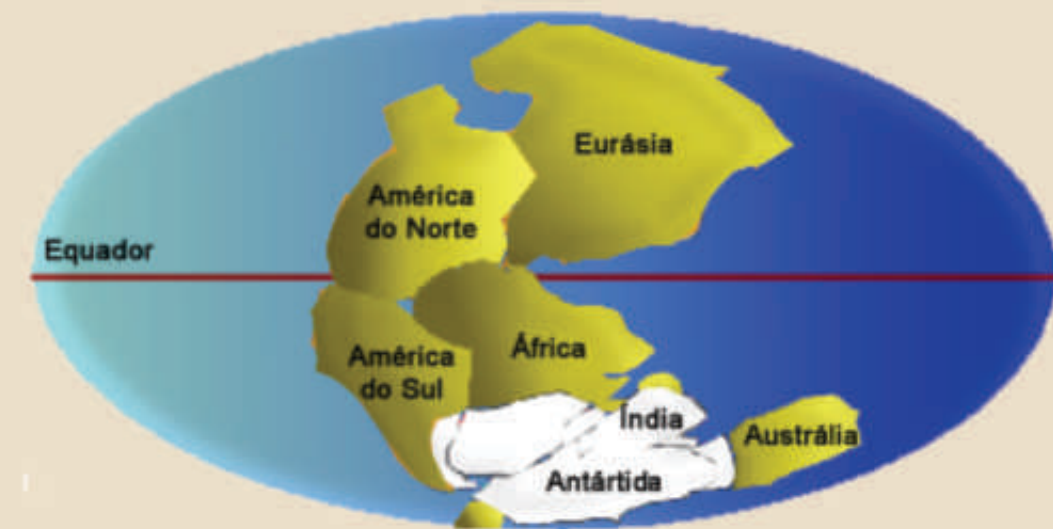 Eurásia
América
do Norte
Equador
África
América
do Sul
Índia
Austrália
Antártida